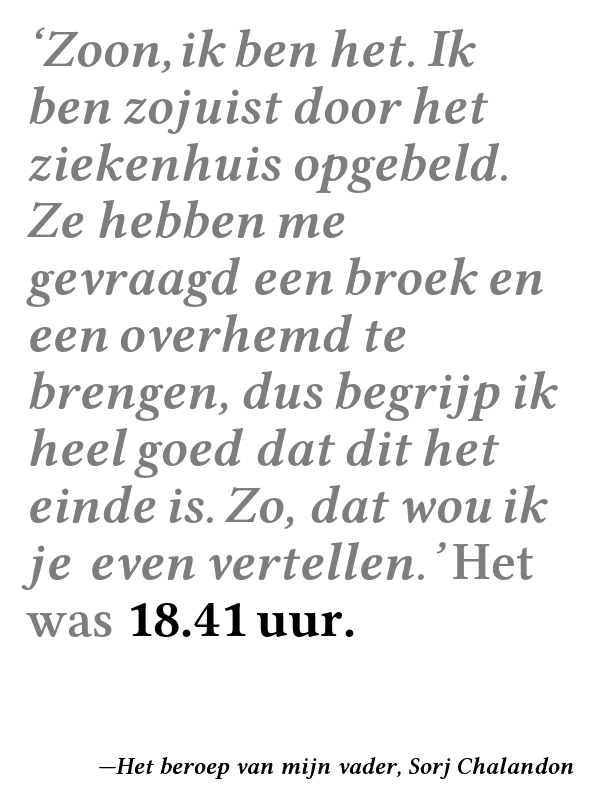 ‘Zoon, ik ben het. Ik
ben zojuist door het
ziekenhuis opgebeld.
Ze hebben me
gevraagd een broek en
een overhemd te
brengen, dus begrijp ik
heel goed dat dit het
einde is. Zo, dat wou ik
je even vertellen.’ Het
was 18.41 uur.
—Het beroep van mijn vader, Sorj Chalandon